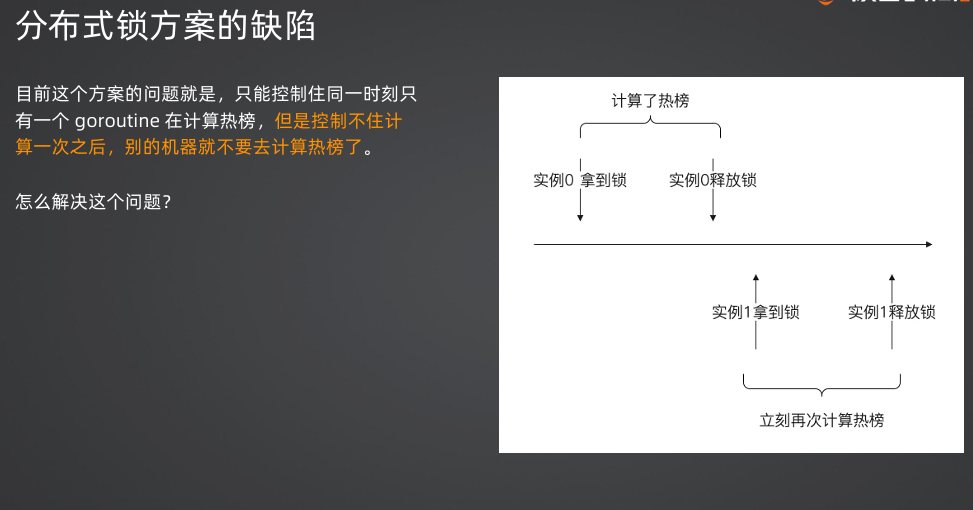 分布式锁方案的缺陷
目前这个方案的问题就是，只能控制住同一时刻只
有一个 goroutine 在计算热榜，但是控制不住计
算一次之后，别的机器就不要去计算热榜了。
怎么解决这个问题？
计算了热榜
实例0 拿到锁
实例0释放锁
实例1拿到锁
实例1释放锁
立刻再次计算热榜